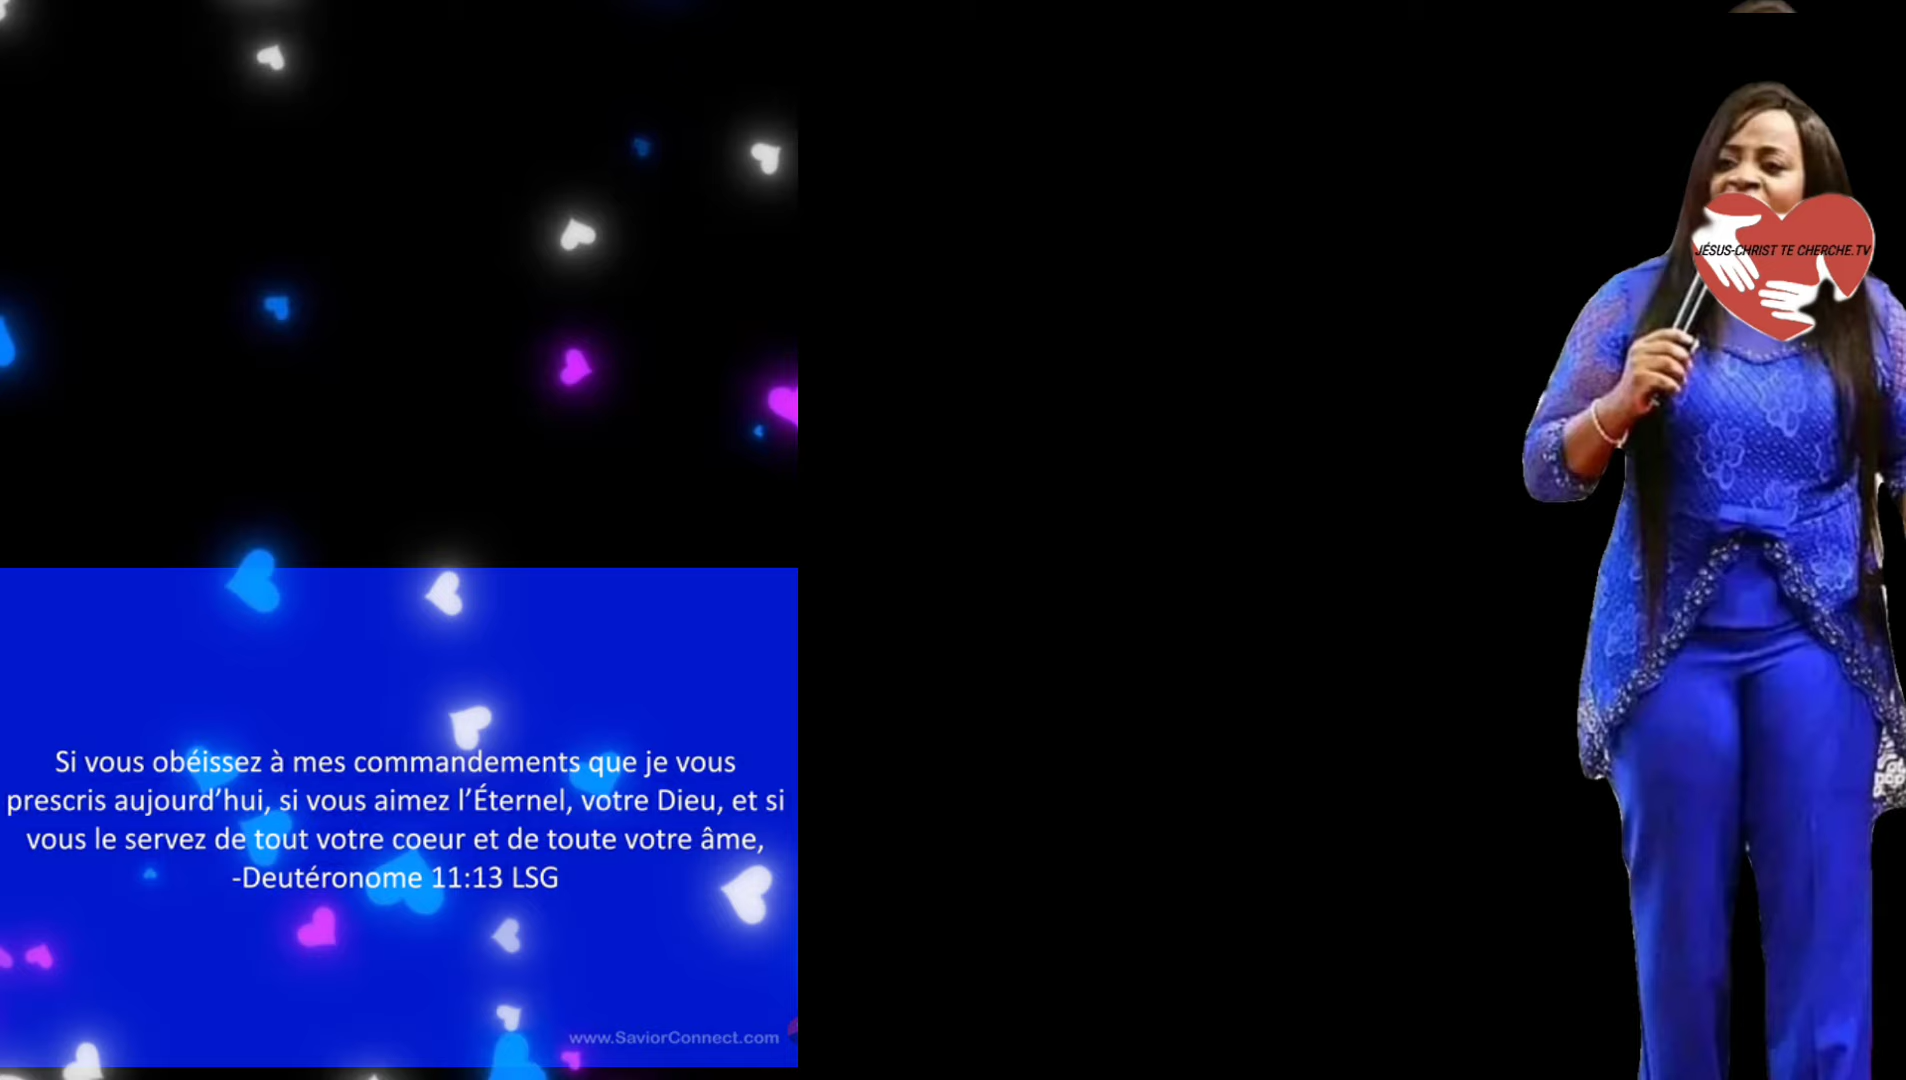 JÉSUS-CHRIST TE CHERCHE.TV
Si vous obéissez à mes commandements que je vous
prescris aujourd’hui, si vous aimez l’Éternel, votre Dieu, et si
vous le servez de tout votre coeur et de toute votre âme,
-Deutéronome 11:13 LSG
www.SaviorConnect.com